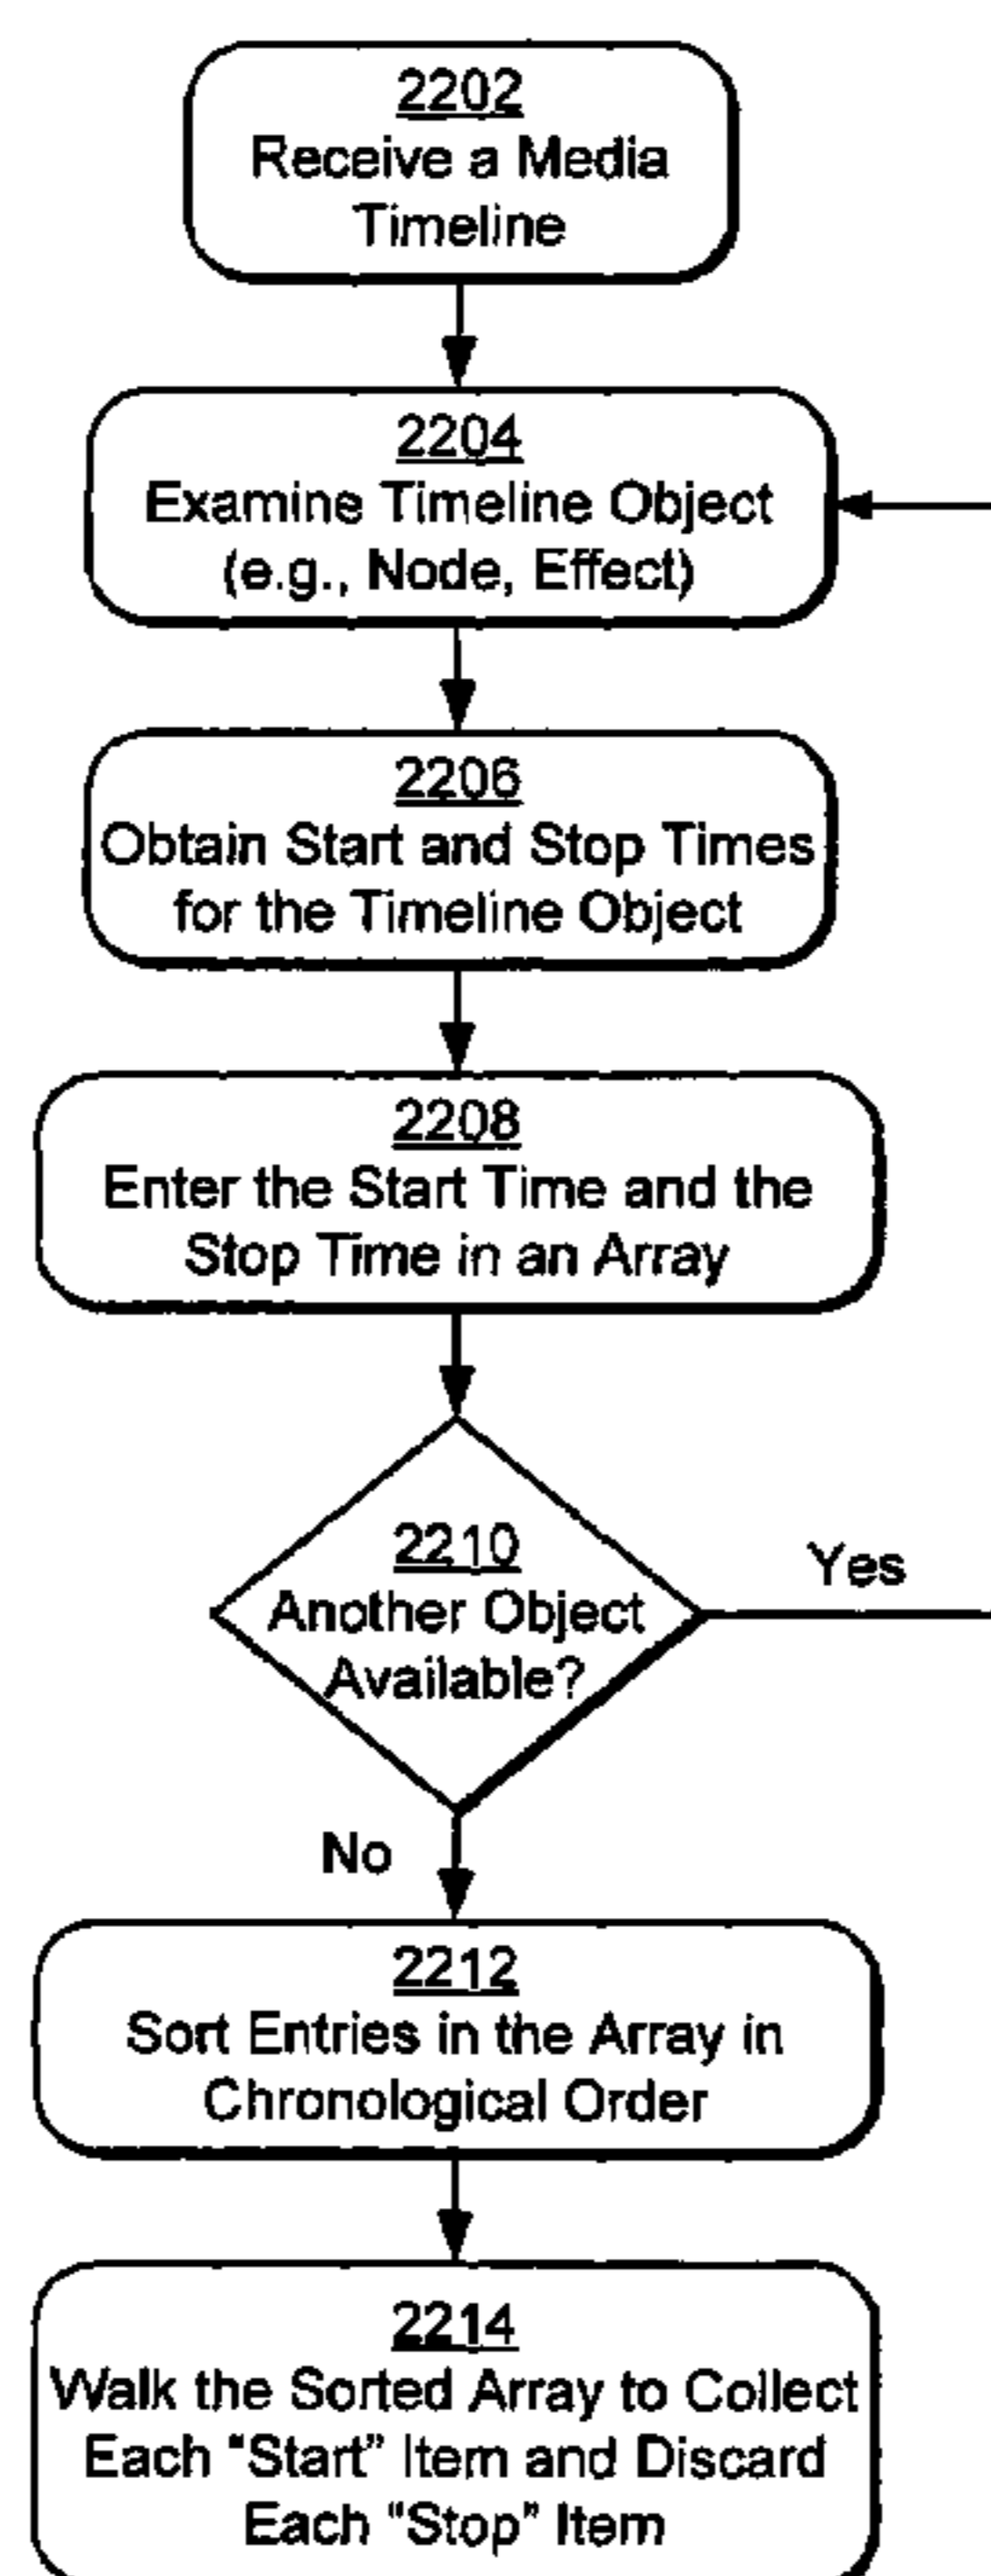 2202
Receive a Media
Timeline
2204
Examine Timeline Object
(e.g., Node, Effect)
2206
Obtain Start and Stop Times
for the Timeline Object
2208
Enter the Start Time and the
Stop Time in an Array
2210
Another Object
Available?
Yes
No
2212
Sort Entries in the Array in
Chronological Order
2214
Walk the Sorted Array to Collect
Each “Start” Item and Discard
Each “Stop” Item